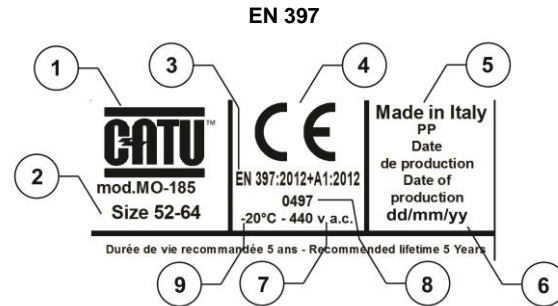 EN 397
1
3
4
5
CATU™
CE
Made in Italy
PP
Date
de production
Date of
production
dd/mm/yy
mod.MO-185
EN 397:2012+A1:2012
2
Size 52-64
0497
-20°C - 440 v a.c.
Durée de vie recommandée 5 ans - Recommended lifetime 5 Years
9
7
8
6